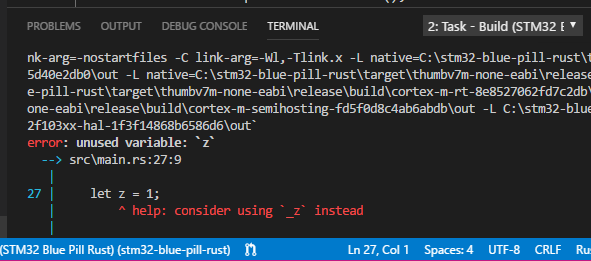 PROBLEMS OUTPUT DEBUG CONSOLE TERMINAL 2: Task - Build (STM32 B
nk-arg=-nostartfiles -C link-arg=-Wl,-Tlink.x -L native=C:\stm32-blue-pill-rust\t
5d40e2db0\out -L native=C:\stm32-blue-pill-rust\target\thumbv7m-none-eabi\release
e-pill-rust\target\thumbv7m-none-eabi\release\build\cortex-m-rt-8e8527062fd7c2db\
one-eabi\release\build\cortex-m-semihosting-fd5f0d8c4ab6abdb\out -L C:\stm32-blue
2f103xx-hal-1f3f14868b6586d6\out`
error: unused variable: `z`
--> src\main.rs:27:9
|
27 | let z = 1;
| ^ help: consider using `_z` instead
|
(STM32 Blue Pill Rust) (stm32-blue-pill-rust) Ln 27, Col 1 Spaces: 4 UTF-8 CRLF Ru